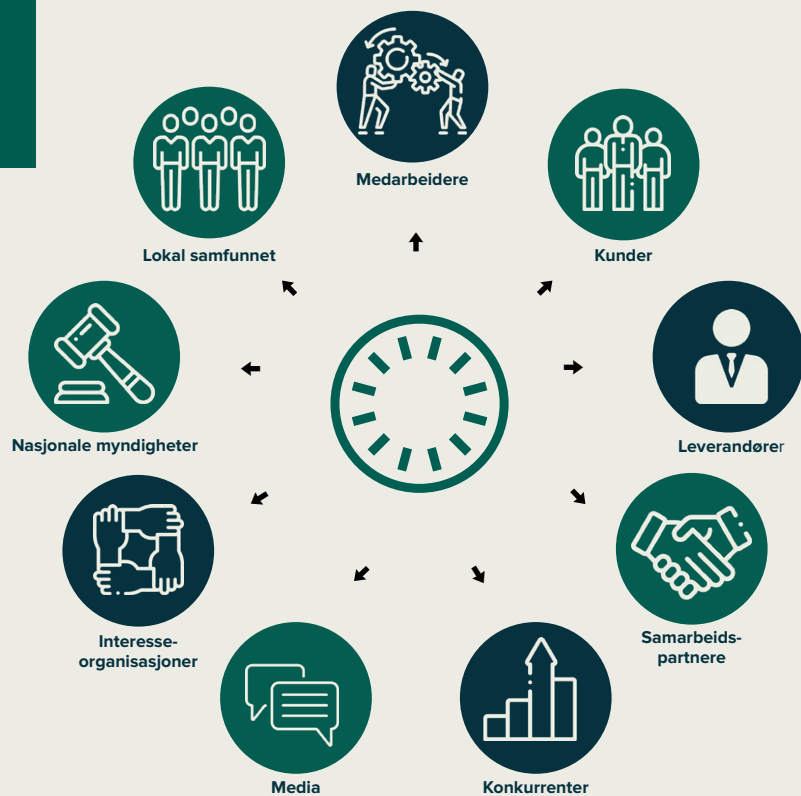 Medarbeidere
Lokal samfunnet
Kunder
Nasjonale myndigheter
Leverandører
Interesse-
organisasjoner
Samarbeids-
partnere
Media
Konkurrenter